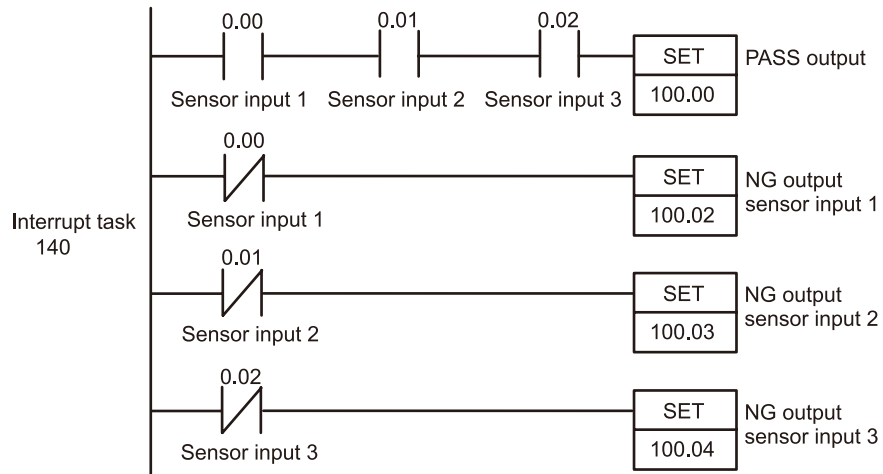 0.00 0.01 0.02
SET PASS output
100.00
Sensor input 1 Sensor input 2 Sensor input 3
0.00
SET NG output
sensor input 1
100.02
Sensor input 1
Interrupt task
140
0.01
SET NG output
sensor input 2
100.03
Sensor input 2
0.02
SET NG output
sensor input 3
100.04
Sensor input 3